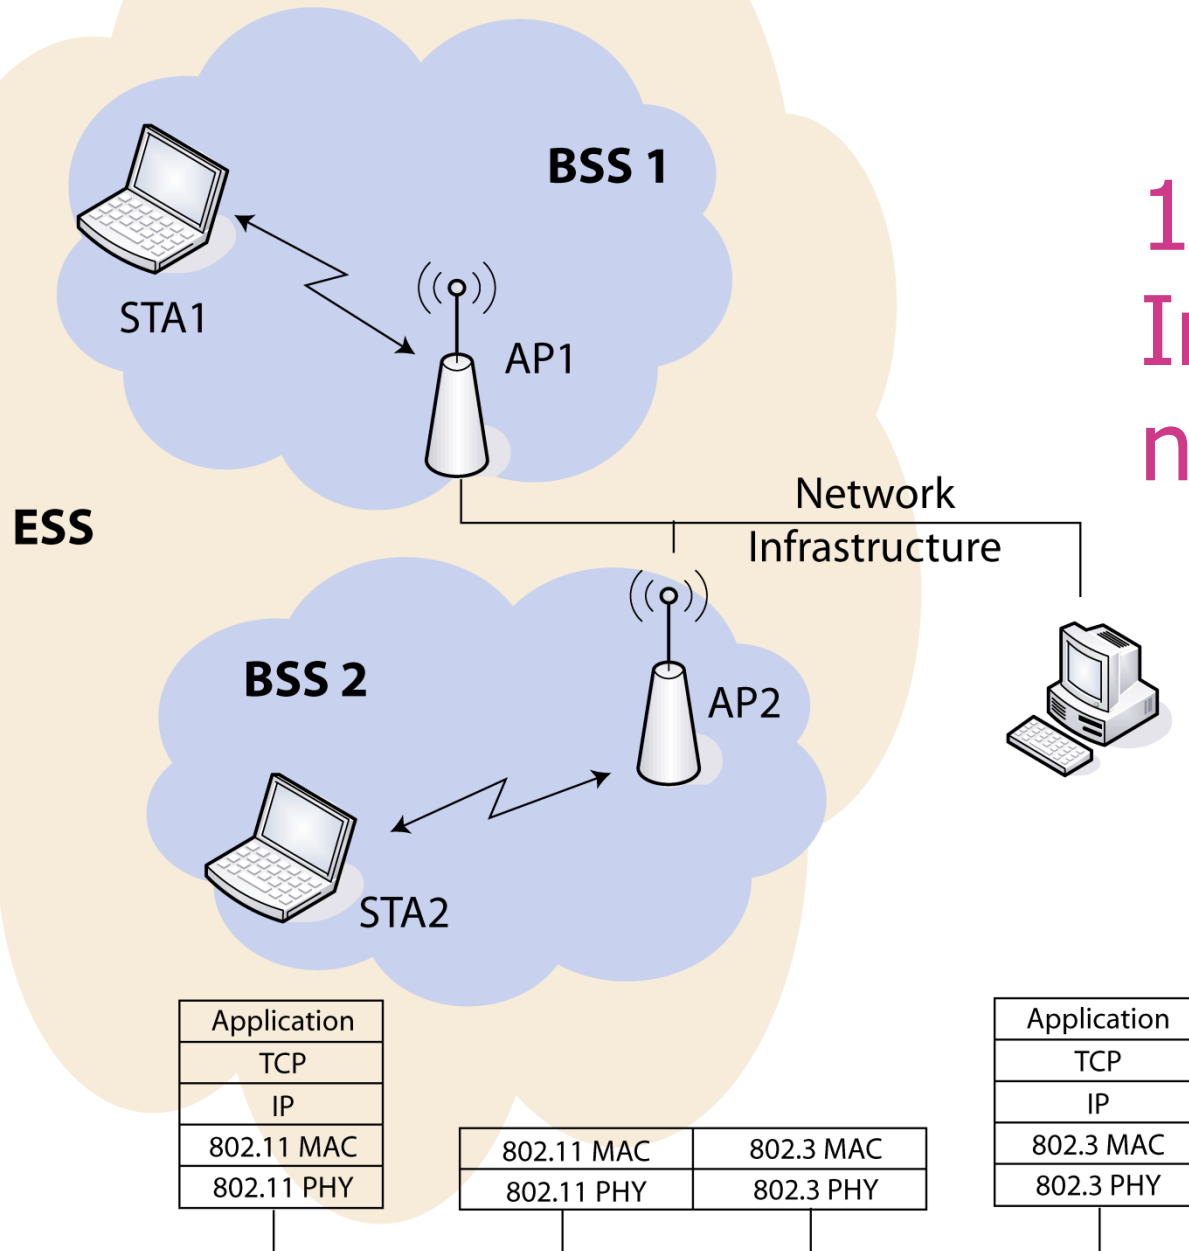 BSS 1
STA1
AP1
ESS
Network
Infrastructure
BSS 2
AP2
STA2
Application
TCP
IP
802.11 MAC
802.11 PHY
802.11 MAC
802.3 MAC
802.11 PHY
802.3 PHY
Application
TCP
IP
802.3 MAC
802.3 PHY
1